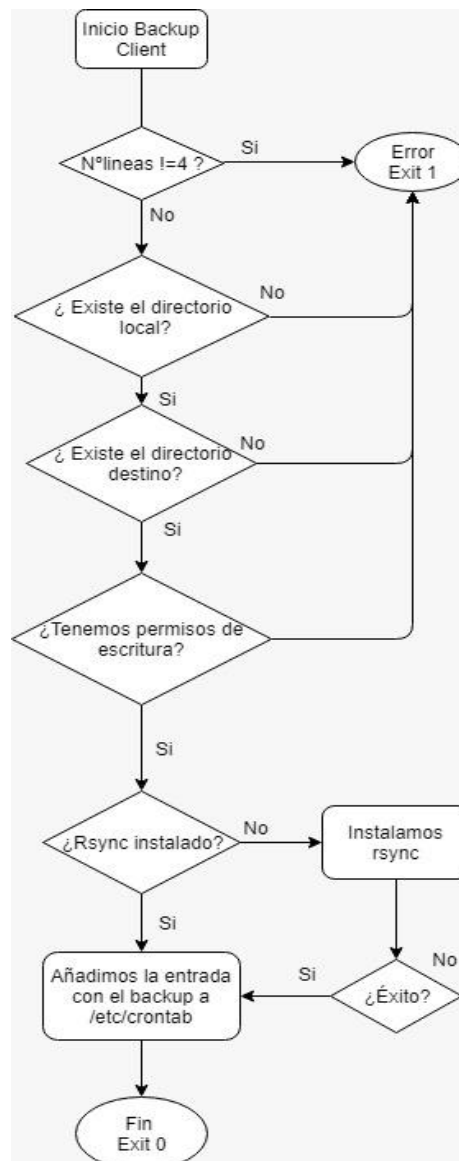 Inicio Backup
Client
Nºlineas !=4 ?
Si
Error
Exit 1
No
¿ Existe el directorio
local?
No
Si
¿ Existe el directorio
destino?
No
Si
¿Tenemos permisos de
escritura?
Si
¿Rsync instalado?
No
Instalamos
rsync
Si
Añadimos la entrada
con el backup a
/etc/crontab
Si
¿Éxito?
No
Fin
Exit 0